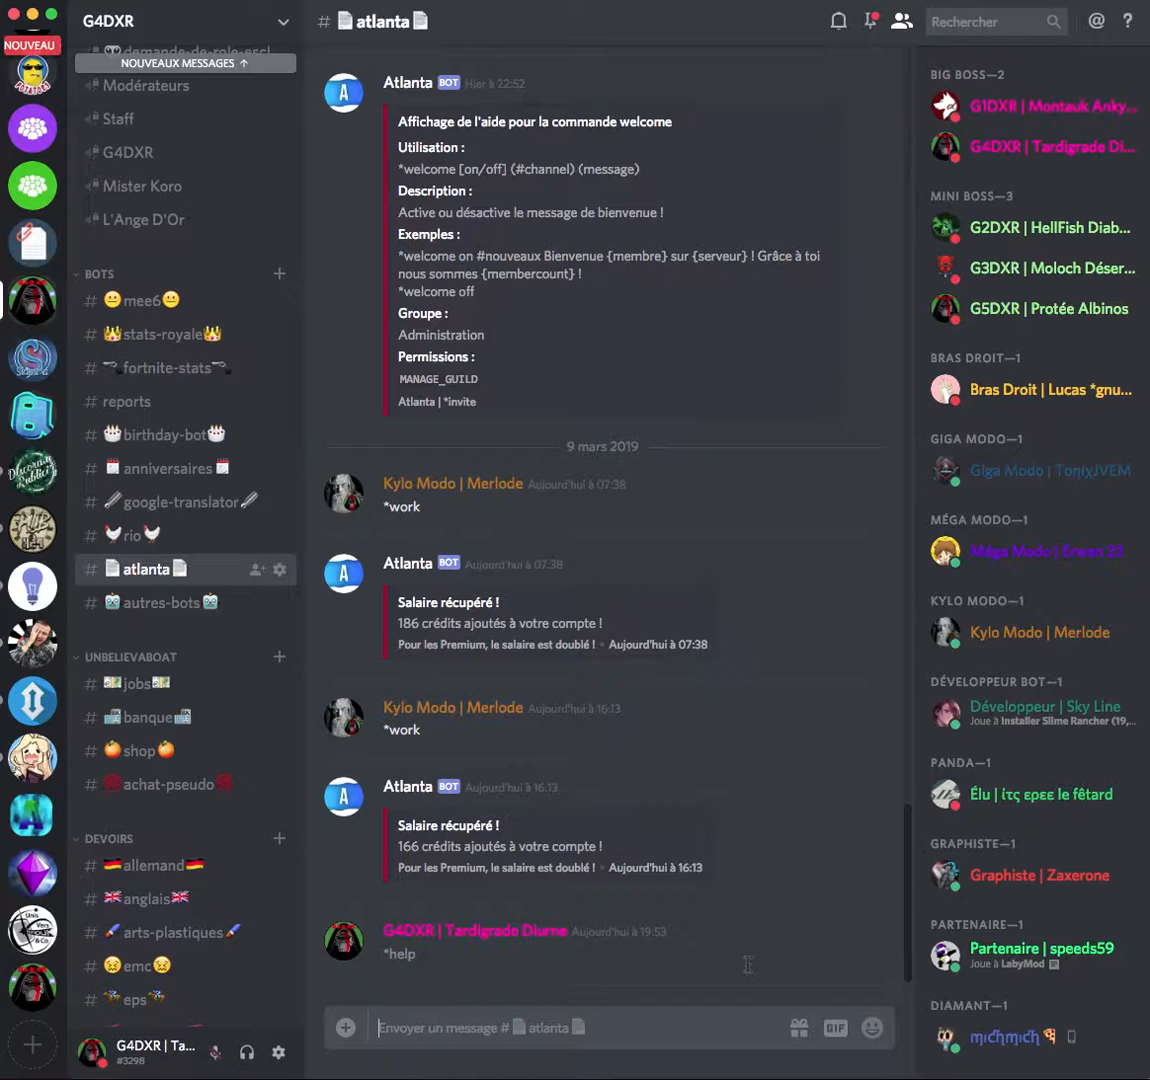 NOUVEAU
G4DXR
demande-de-role-escl
NOUVEAUX MESSAGES ↑
Modérateurs
Staff
G4DXR
Mister Koro
L'Ange D'Or
BOTS
# 😐mee6😐
# 👑stats-royale👑
# 🔫fortnite-stats🔫
# reports
# 🎂birthday-bot🎂
# 🗓anniversaires🗓
# google-translator
# 🐔rio🐔
# 📄atlanta📄
# 🤖autres-bots🤖
UNBELIEVABOAT
# 💵jobs💵
# 🏧banque🏧
# 🍊shop🍊
# achat-pseudo
DEVOIRS
# 🇩🇪allemand🇩🇪
# 🇬🇧anglais🇬🇧
# 🖌arts-plastiques🖌
# 😖emc😖
# eps
G4DXR | Ta...
#3298
# 📄atlanta📄
Rechercher
Atlanta BOT Hier à 22:52
Affichage de l'aide pour la commande welcome
Utilisation :
*welcome [on/off] (#channel) (message)
Description :
Active ou désactive le message de bienvenue !
Exemples :
*welcome on #nouveaux Bienvenue {membre} sur {serveur} ! Grâce à toi
nous sommes {membercount} !
*welcome off
Groupe :
Administration
Permissions :
MANAGE_GUILD
Atlanta | *invite
9 mars 2019
Kylo Modo | Merlode Aujourd'hui à 07:38
*work
Atlanta BOT Aujourd'hui à 07:38
Salaire récupéré !
186 crédits ajoutés à votre compte !
Pour les Premium, le salaire est doublé ! • Aujourd'hui à 07:38
Kylo Modo | Merlode Aujourd'hui à 16:13
*work
Atlanta BOT Aujourd'hui à 16:13
Salaire récupéré !
166 crédits ajoutés à votre compte !
Pour les Premium, le salaire est doublé ! • Aujourd'hui à 16:13
G4DXR | Tardigrade Diurne Aujourd'hui à 19:53
*help
Envoyer un message # 📄atlanta📄
GIF
BIG BOSS—2
G1DXR | Montauk Anky...
G4DXR | Tardigrade Di...
MINI BOSS—3
G2DXR | HellFish Diab...
G3DXR | Moloch Déser...
G5DXR | Protée Albinos
BRAS DROIT—1
Bras Droit | Lucas *gnu...
GIGA MODO—1
Giga Modo | ToηιχJVEM
MÉGA MODO—1
Méga Modo | Erwan 23
KYLO MODO—1
Kylo Modo | Merlode
DÉVELOPPEUR BOT—1
Développeur | Sky Line
Joue à Installer Slime Rancher (19,...
PANDA—1
Élu | ίτς ερεε le fêtard
GRAPHISTE—1
Graphiste | Zaxerone
PARTENAIRE—1
Partenaire | speeds59
Joue à LabyMod
DIAMANT—1